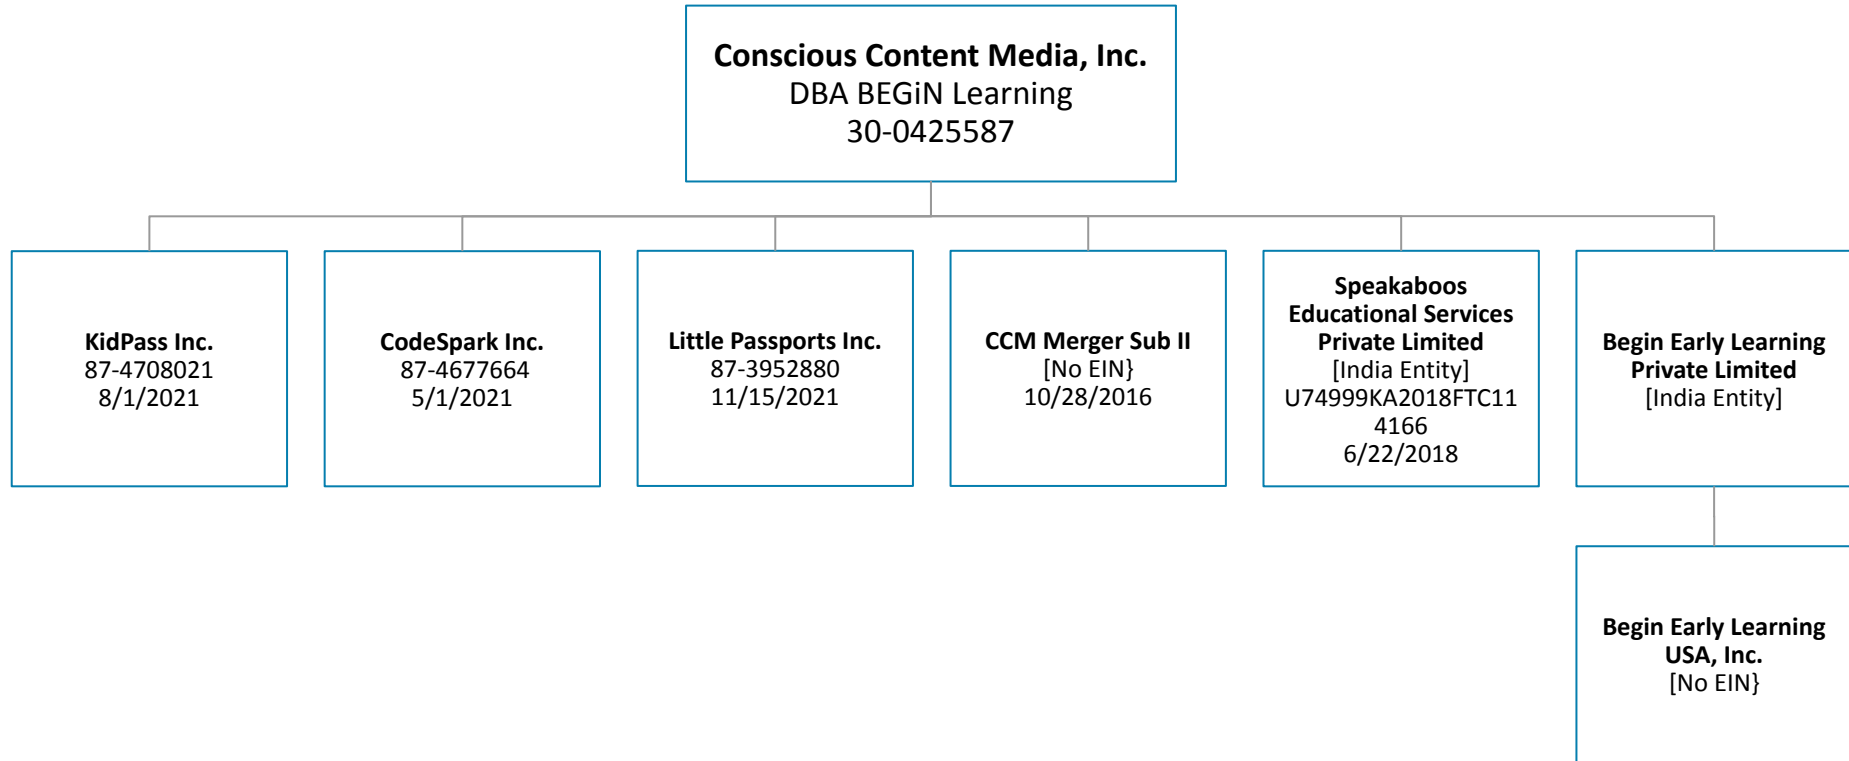 Conscious Content Media, Inc.
DBA BEGiN Learning
30-0425587
KidPass Inc.
87-4708021
8/1/2021
CodeSpark Inc.
87-4677664
5/1/2021
Little Passports Inc.
87-3952880
11/15/2021
CCM Merger Sub II
[No EIN}
10/28/2016
Speakaboos
Educational Services
Private Limited
[India Entity]
U74999KA2018FTC11
4166
6/22/2018
Begin Early Learning
Private Limited
[India Entity]
Begin Early Learning
USA, Inc.
[No EIN}